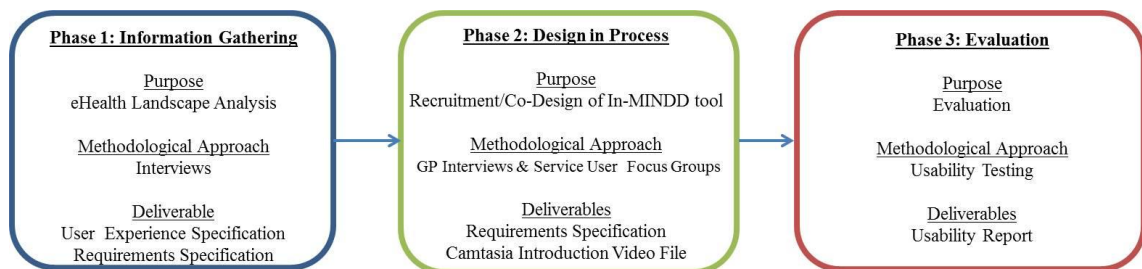 Phase 1: Information Gathering
Purpose
eHealth Landscape Analysis
Methodological Approach
Interviews
Deliverable
User Experience Specification
Requirements Specification
Phase 2: Design in Process
Purpose
Recruitment/Co-Design of In-MINDD tool
Methodological Approach
GP Interviews & Service User Focus Groups
Deliverables
Requirements Specification
Camtasia Introduction Video File
Phase 3: Evaluation
Purpose
Evaluation
Methodological Approach
Usability Testing
Deliverables
Usability Report